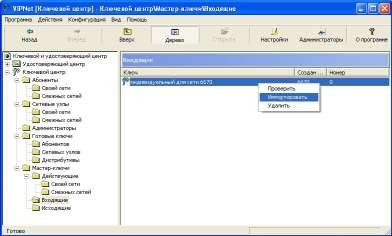 ViPNet [Ключевой центр] - Ключевой центр\Мастер-ключи\Входящие
Программа Действия Конфигурация Вид Помощь
Назад Вперед Вверх Дерево Открыть Настройки Администраторы О программе
Ключевой и удостоверяющий центр
Удостоверяющий центр
Ключевой центр
Абоненты
Своей сети
Смежных сетей
Сетевые узлы
Своей сети
Смежных сетей
Администраторы
Готовые ключи
Абонентов
Сетевых узлов
Дистрибутивы
Мастер-ключи
Действующие
Своей сети
Смежных сетей
Входящие
Исходящие
Входящие
Ключ Создан ... Номер
Индивидуальный для сети 6670
Проверить
Импортировать
Удалить
Готово